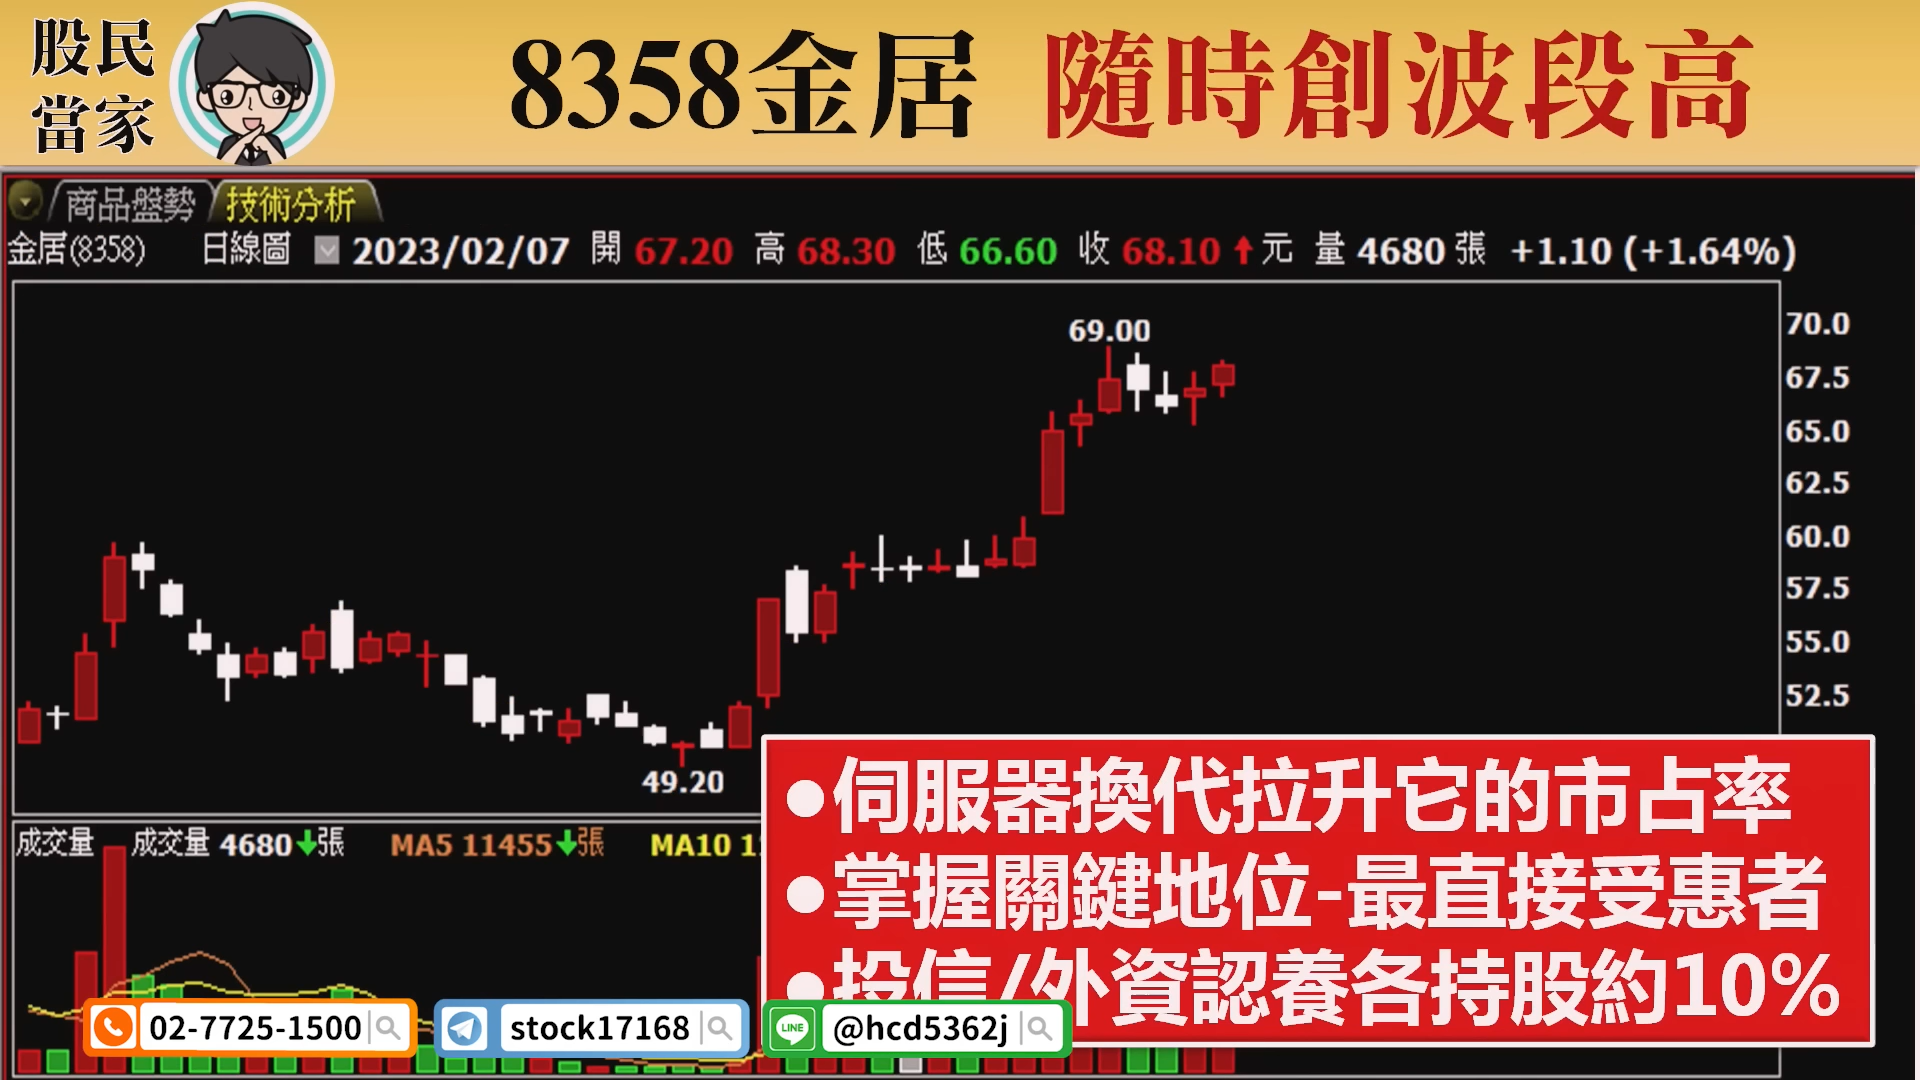 股民
當家
8358金居 隨時創波段高
商品盤勢 技術分析
金居(8358) 日線圖 2023/02/07 開 67.20 高 68.30 低 66.60 收 68.10 元 量 4680 張 +1.10 (+1.64%)
69.00
70.0
67.5
65.0
62.5
60.0
57.5
55.0
52.5
49.20
●伺服器換代拉升它的市占率
●掌握關鍵地位-最直接受惠者
●投信/外資認養各持股約10%
成交量 成交量 4680張 MA5 11455張 MA10
02-7725-1500 stock17168 LINE @hcd5362j